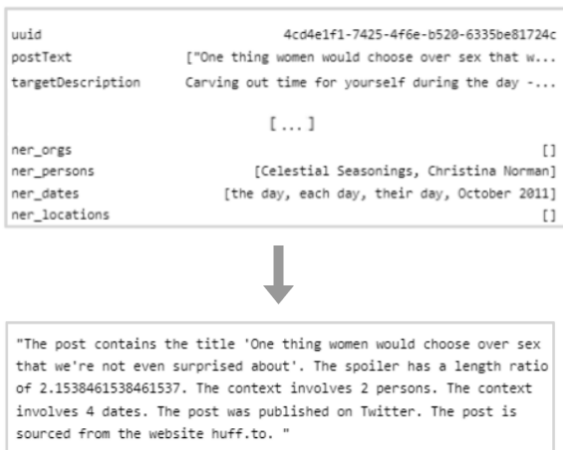 uuid 4cd4e1f1-7425-4f6e-b520-6335be81724c
postText ["One thing women would choose over sex that w...
targetDescription Carving out time for yourself during the day -...
[...]
ner_orgs []
ner_persons [Celestial Seasonings, Christina Norman]
ner_dates [the day, each day, their day, October 2011]
ner_locations []
"The post contains the title 'One thing women would choose over sex
that we're not even surprised about'. The spoiler has a length ratio
of 2.1538461538461537. The context involves 2 persons. The context
involves 4 dates. The post was published on Twitter. The post is
sourced from the website huff.to. "